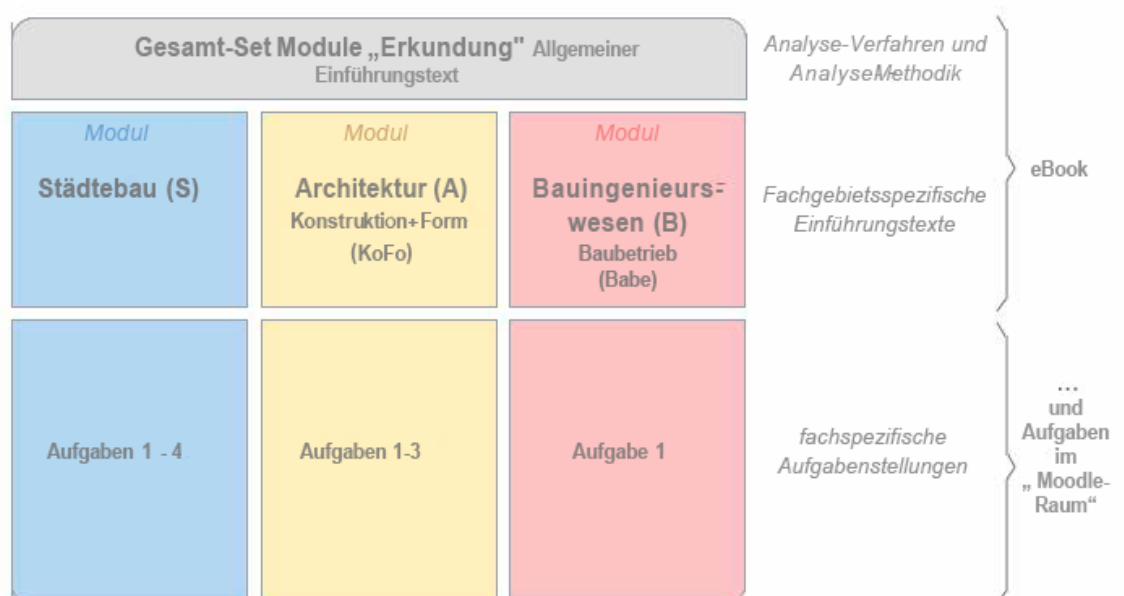 Gesamt-Set Module „Erkundung" Allgemeiner
Einführungstext
Analyse-Verfahren und
AnalyseMethodik
Modul
Städtebau (S)
Modul
Architektur (A)
Konstruktion+Form
(KoFo)
Modul
Bauingenieurs-
wesen (B)
Baubetrieb
(Babe)
Fachgebietsspezifische
Einführungstexte
eBook
Aufgaben 1 - 4
Aufgaben 1-3
Aufgabe 1
fachspezifische
Aufgabenstellungen
...
und
Aufgaben
im
„ Moodle-
Raum“